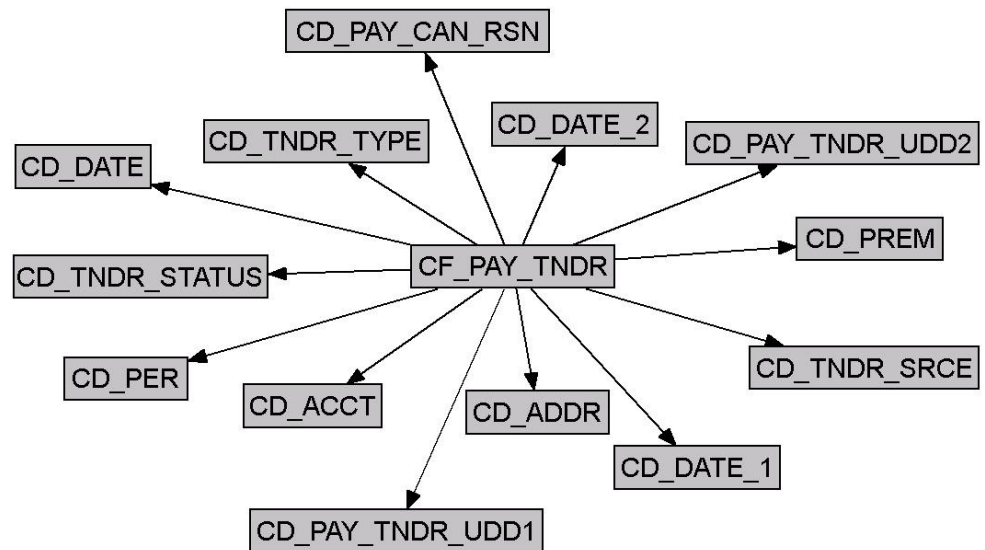 CD_PAY_CAN_RSN
CD_DATE_2
CD_TNDR_TYPE
CD_PAY_TNDR_UDD2
CD_DATE
CD_PREM
CF_PAY_TNDR
CD_TNDR_STATUS
CD_TNDR_SRCE
CD_PER
CD_ACCT
CD_ADDR
CD_DATE_1
CD_PAY_TNDR_UDD1